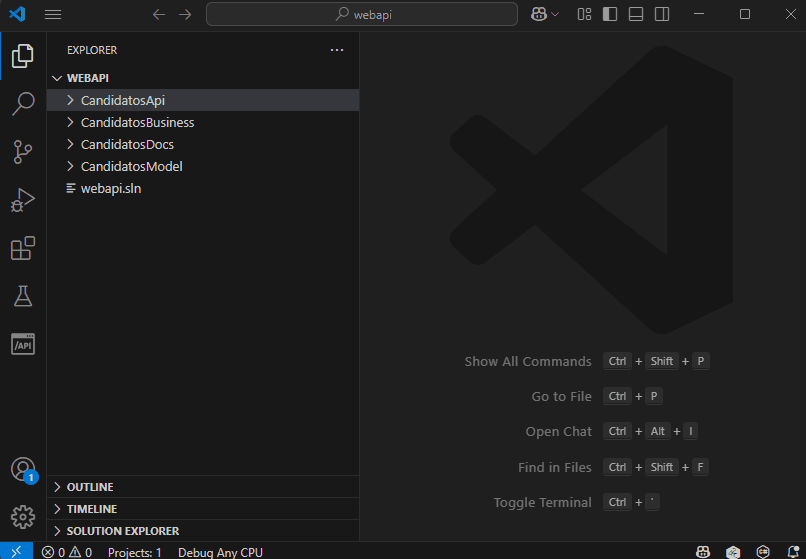 webapi
EXPLORER
WEBAPI
CandidatosApi
CandidatosBusiness
CandidatosDocs
CandidatosModel
webapi.sln
/API
Show All Commands Ctrl + Shift + P
Go to File Ctrl + P
Open Chat Ctrl + Alt + I
Find in Files Ctrl + Shift + F
Toggle Terminal Ctrl + `
1
OUTLINE
TIMELINE
SOLUTION EXPLORER
0 0 Projects: 1 Debug Any CPU